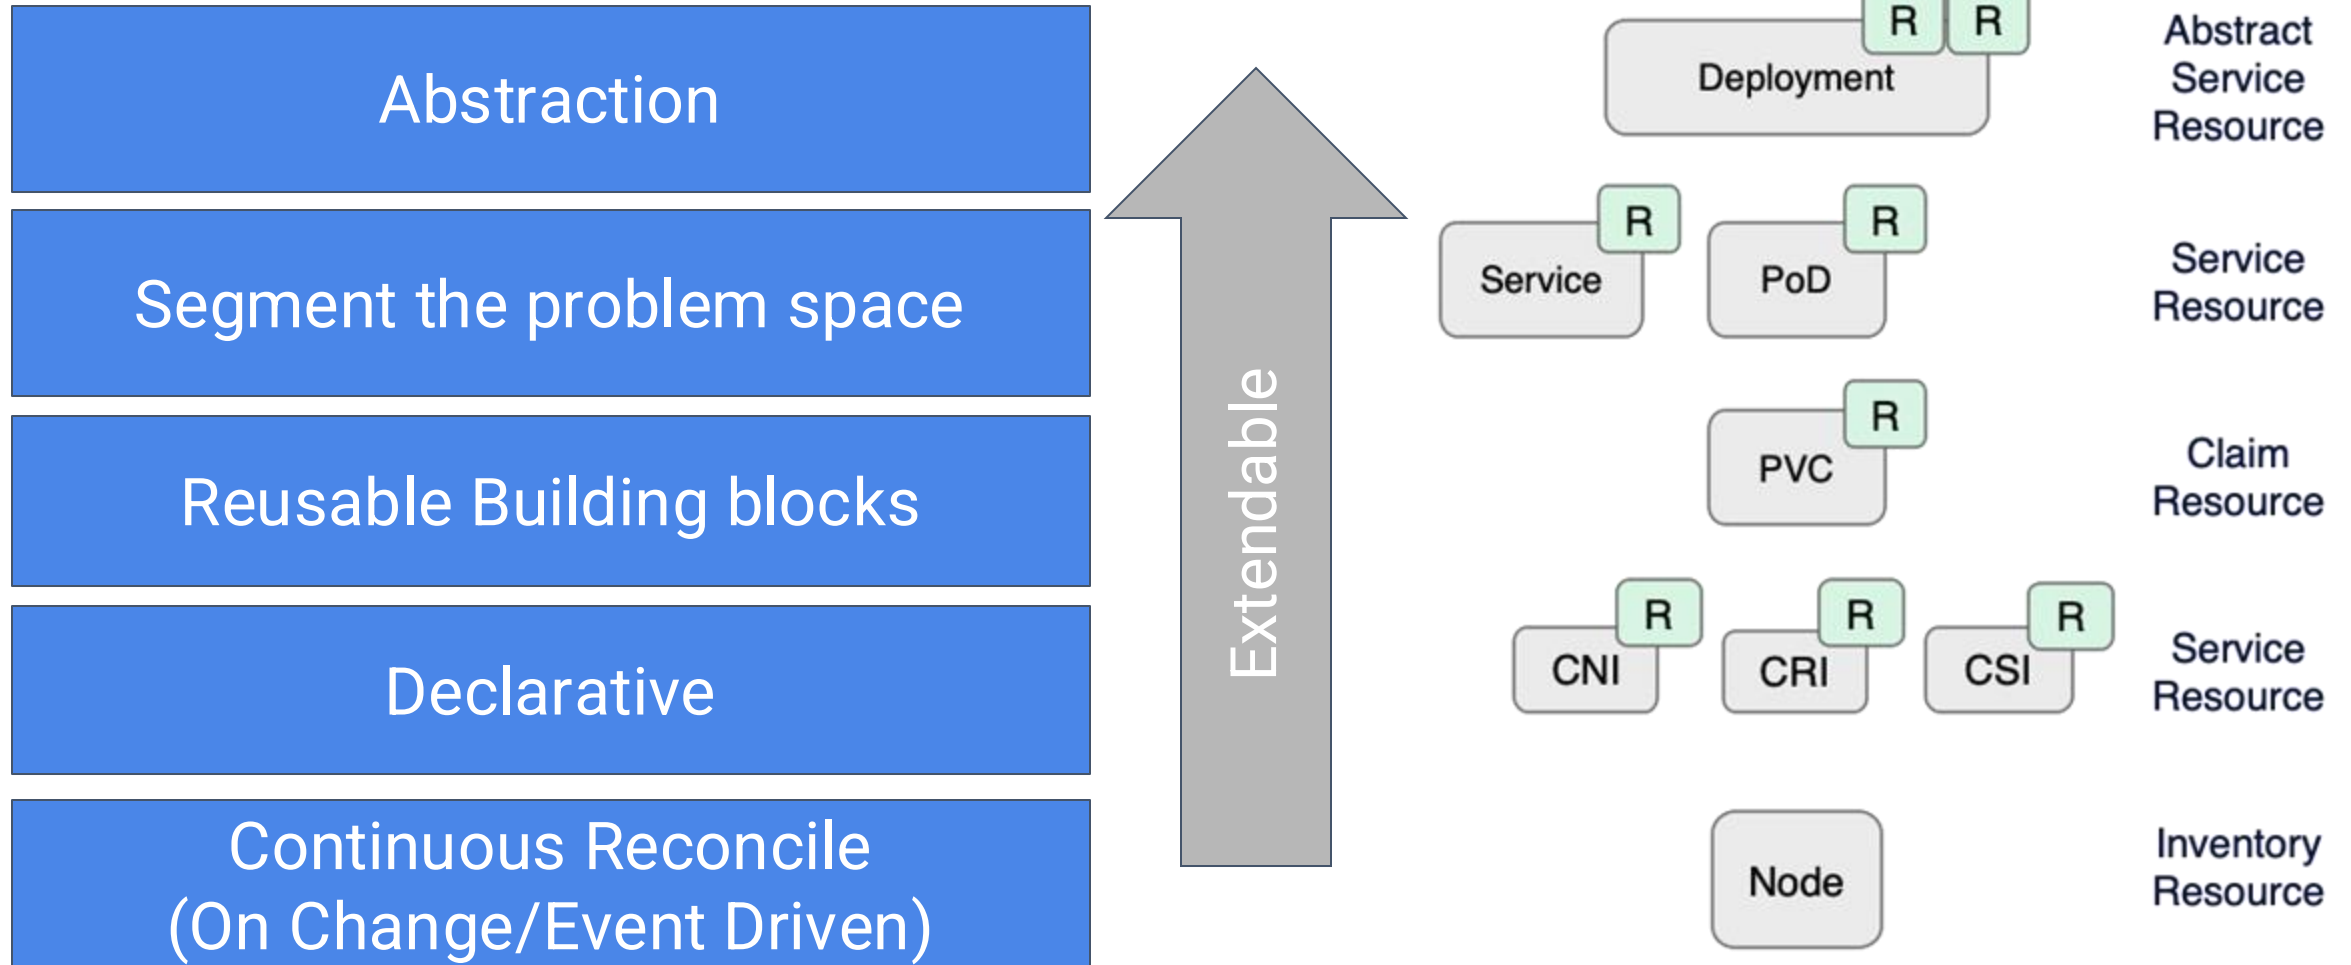 Abstraction
Segment the problem space
Reusable Building blocks
Declarative
Continuous Reconcile
(On Change/Event Driven)
Extendable
R R
Deployment
Abstract
Service
Resource
R R
Service PoD
Service
Resource
R
PVC
Claim
Resource
R R R
CNI CRI CSI
Service
Resource
Node
Inventory
Resource